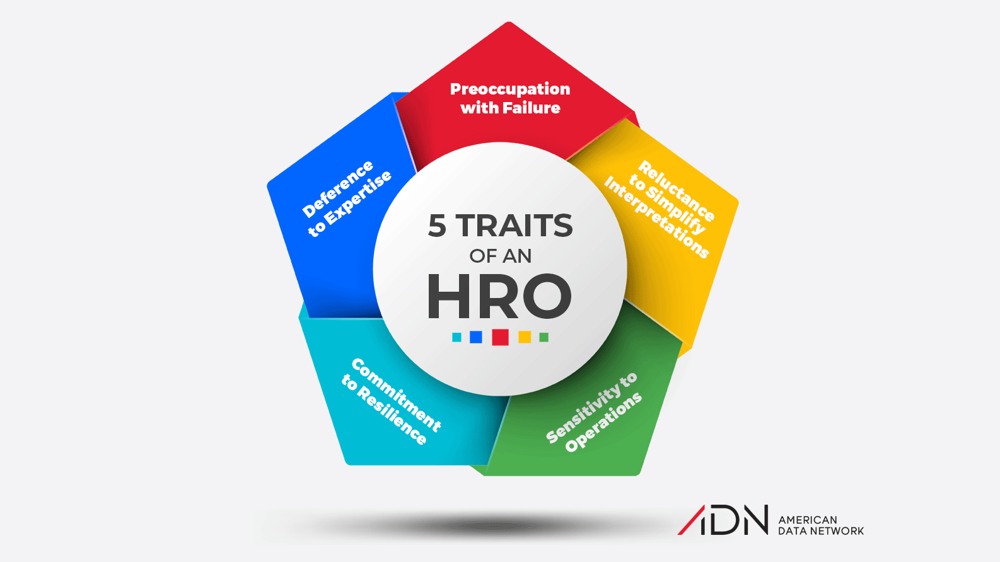 Preoccupation
with Failure
Reluctance
to Simplify
Interpretations
Sensitivity to
Operations
Commitment
to Resilience
Deference
to Expertise
5 TRAITS
OF AN
HRO
ADN
AMERICAN
DATA NETWORK